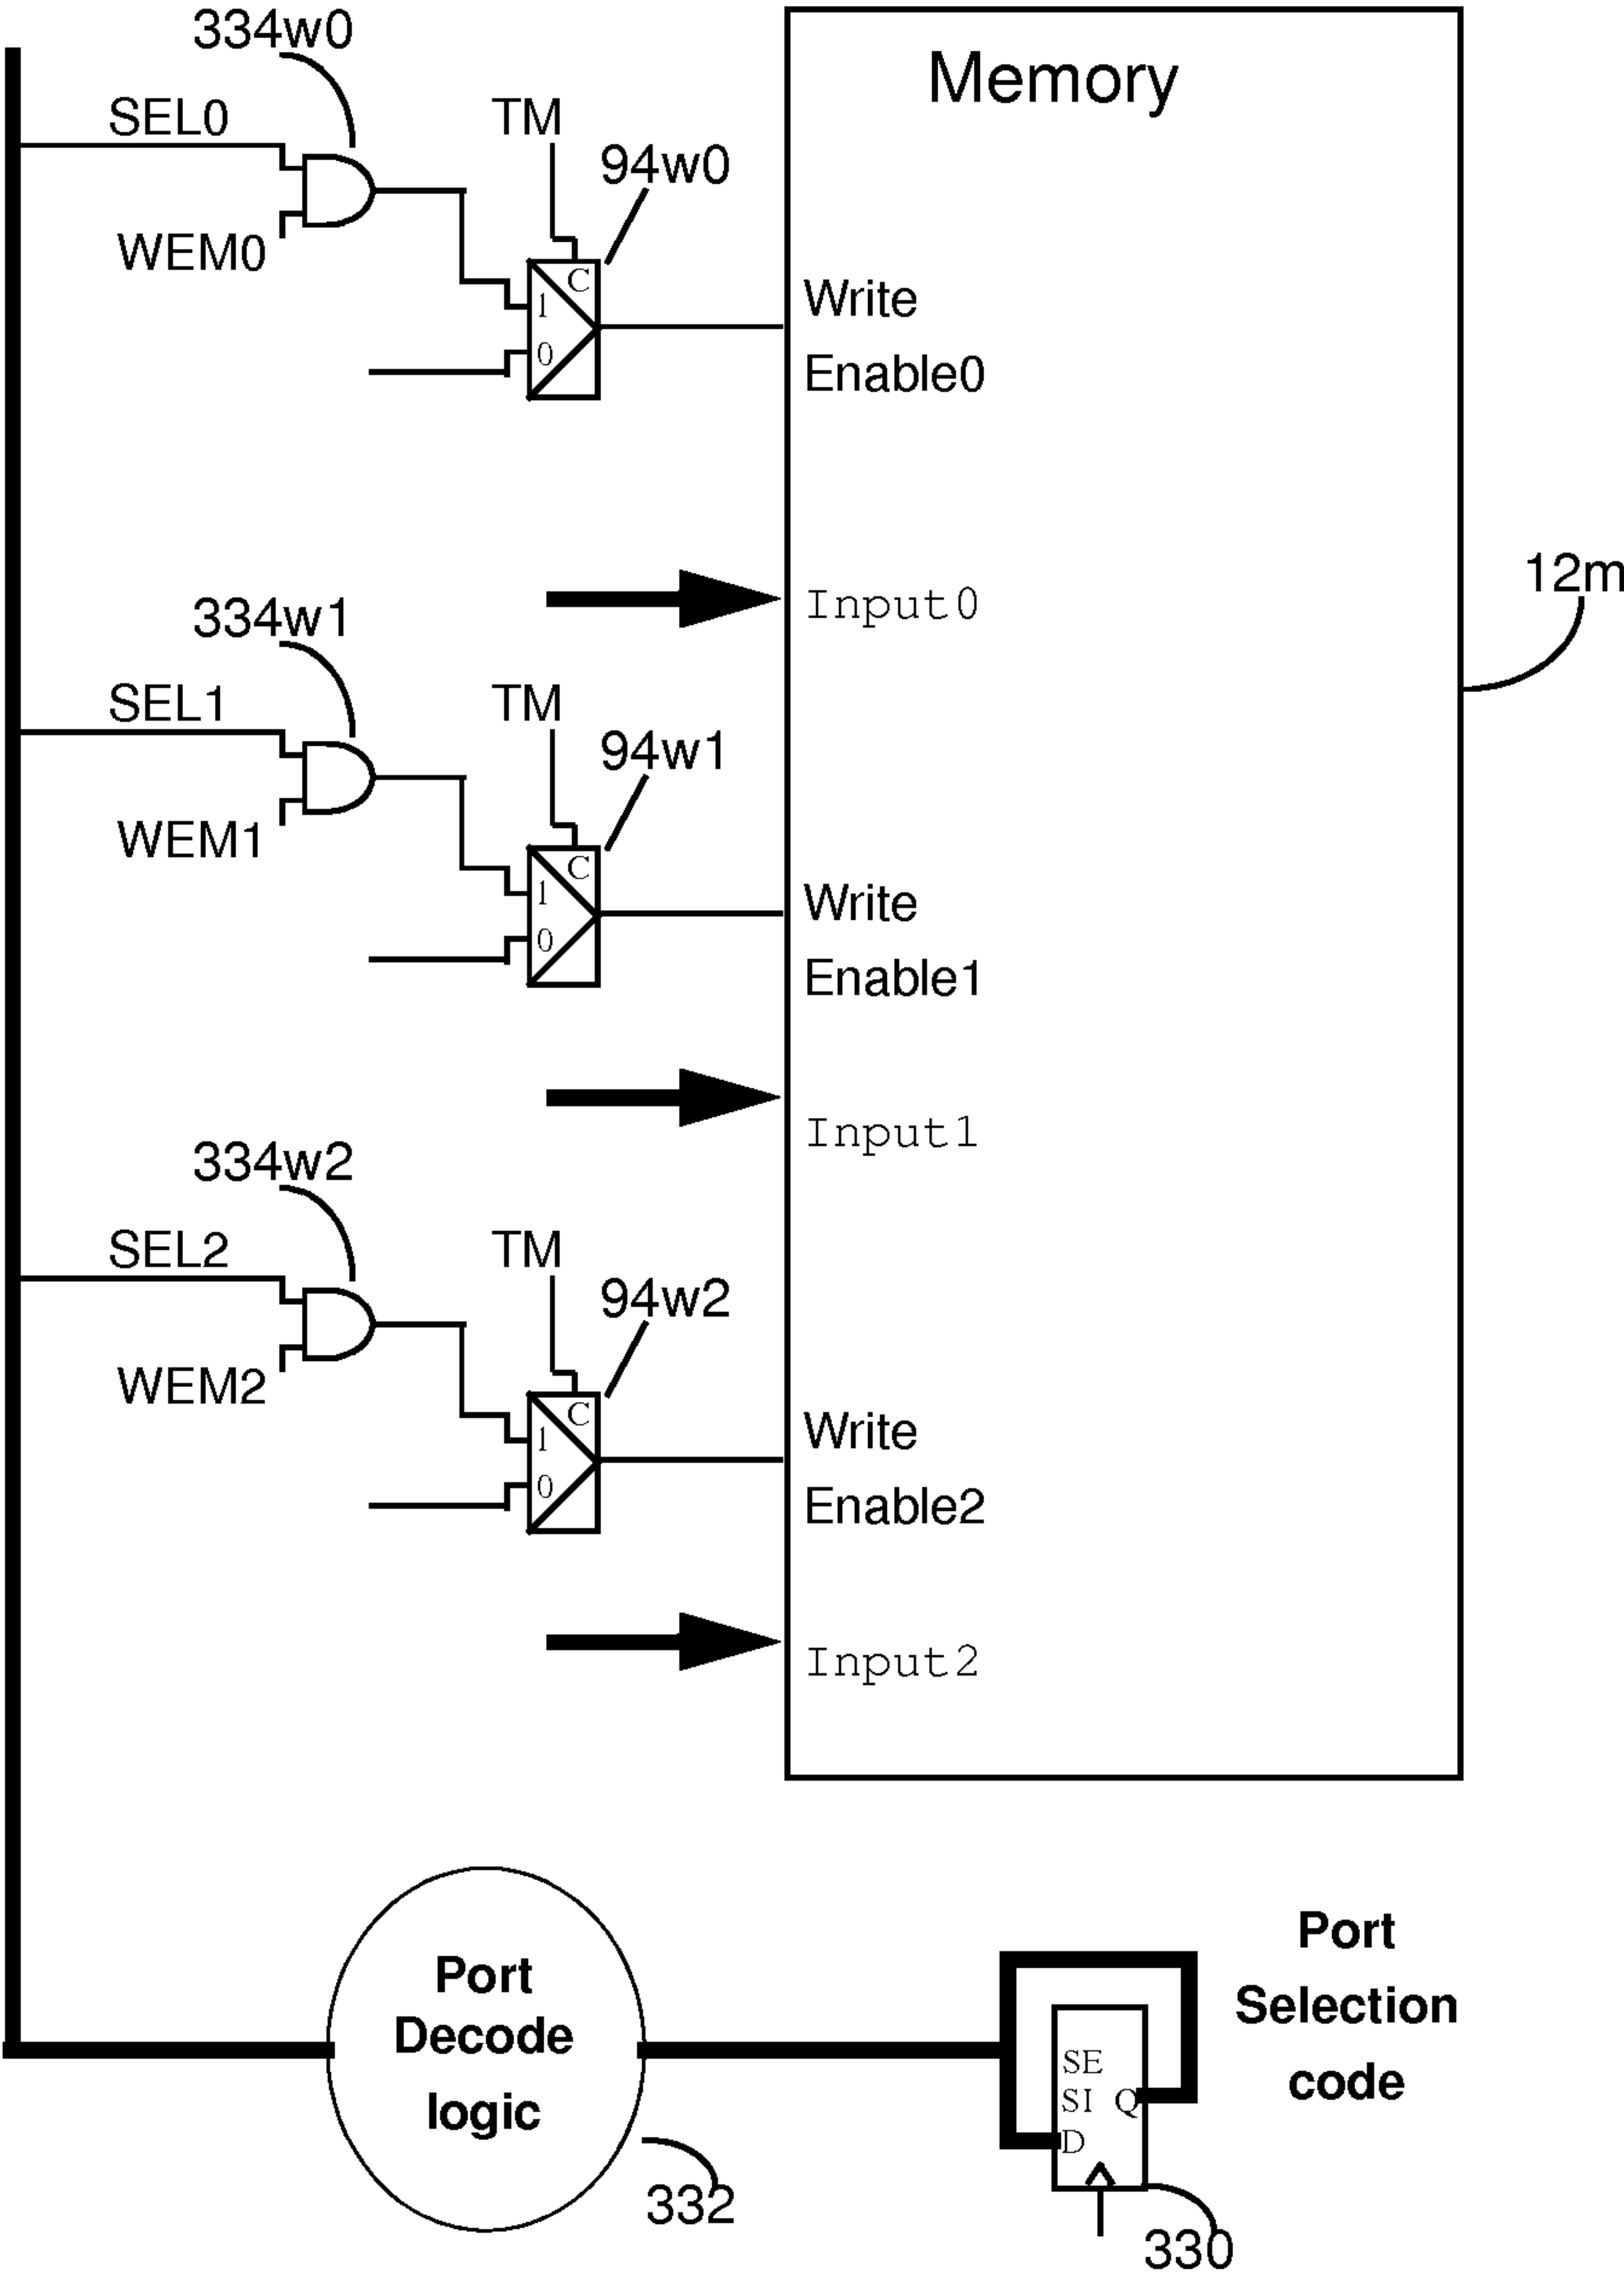 334w0
Memory
SEL0
TM
94w0
WEM0
C
1
0
Write
Enable0
Input0
12m
334w1
SEL1
TM
94w1
WEM1
C
1
0
Write
Enable1
Input1
334w2
SEL2
TM
94w2
WEM2
C
1
0
Write
Enable2
Input2
Port
Decode
logic
332
Port
Selection
code
SE
SI Q
D
330